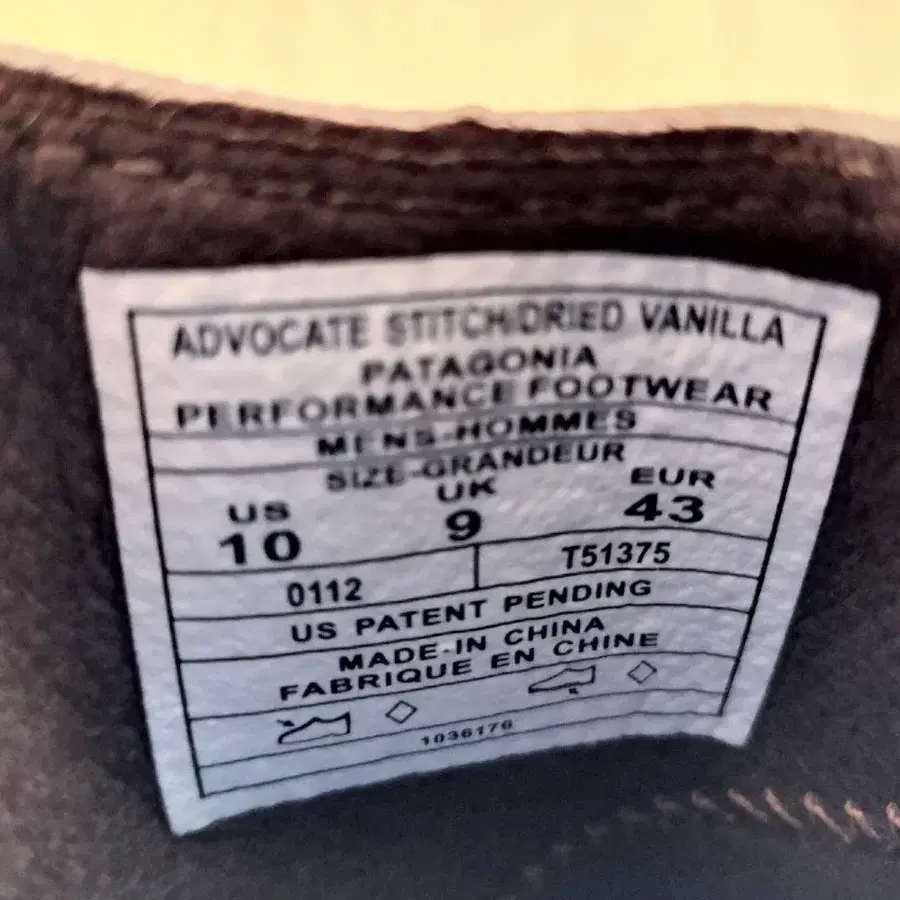 ADVOCATE STITCH/DRIED VANILLA
PATAGONIA
PERFORMANCE FOOTWEAR
MENS-HOMMES
SIZE-GRANDEUR
US UK EUR
10 9 43
0112 T51375
US PATENT PENDING
MADE IN CHINA
FABRIQUE EN CHINE
1036176